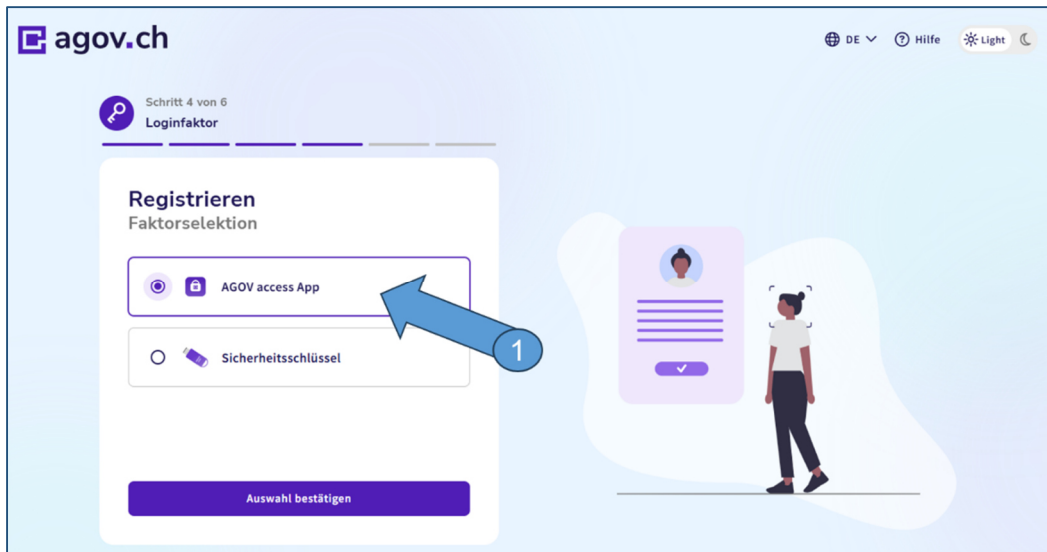 agov.ch
DE
Hilfe
Light
Schritt 4 von 6
Loginfaktor
Registrieren
Faktorselektion
AGOV access App
1
Sicherheitsschlüssel
Auswahl bestätigen